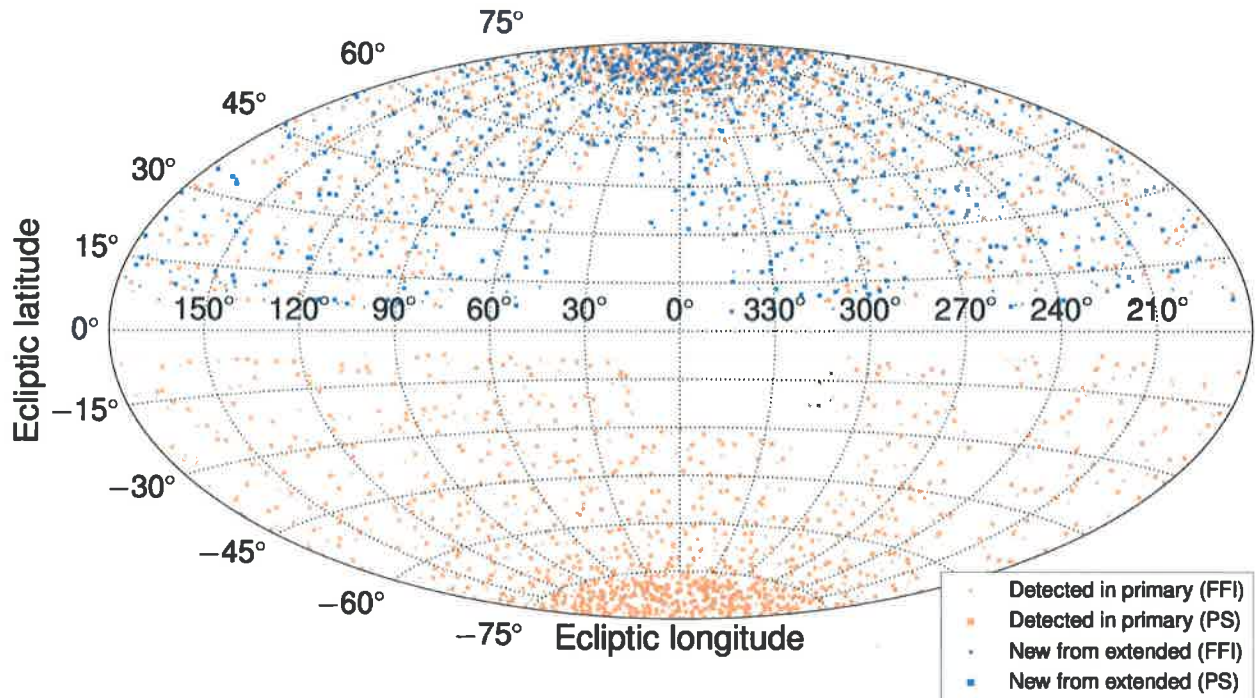 75°
60°
45°
30°
15°
0°
−15°
−30°
−45°
−60°
−75°
150° 120° 90° 60° 30° 0° 330° 300° 270° 240° 210°
Ecliptic latitude
Ecliptic longitude
Detected in primary (FFI)
Detected in primary (PS)
New from extended (FFI)
New from extended (PS)